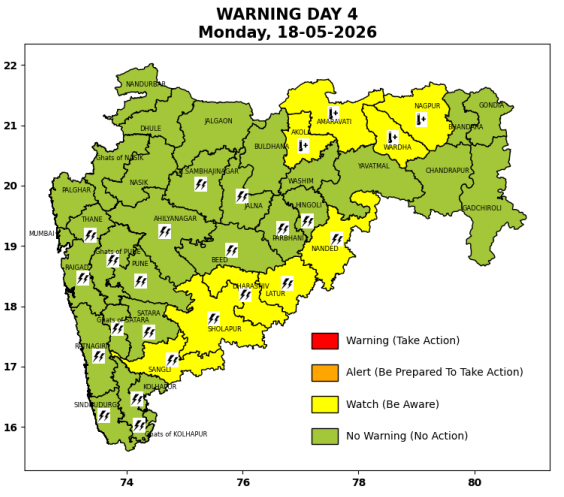 WARNING DAY 4
Monday, 18-05-2026
22
21
20
19
18
17
16
74
76
78
80
NANDURBAR
DHULE
JALGAON
Ghats of NASIK
NASIK
S.SAMBHAJINAGAR
BULDHANA
AKOLA
AMARAVATI
NAGPUR
WARDHA
GONDIA
BHANDARA
CHANDRAPUR
GADCHIROLI
YAVATMAL
WASHIM
PALGHAR
THANE
MUMBAI
AHILYANAGAR
JALNA
PARBHANI
HINGOLI
NANDED
Ghats of PUNE
PUNE
RAIGAD
BEED
DHARASHIV
LATUR
SATARA
Ghats of SATARA
SHOLAPUR
RATNAGIRI
SANGLI
KOLHAPUR
SINDHUDURG
Ghats of KOLHAPUR
Warning (Take Action)
Alert (Be Prepared To Take Action)
Watch (Be Aware)
No Warning (No Action)